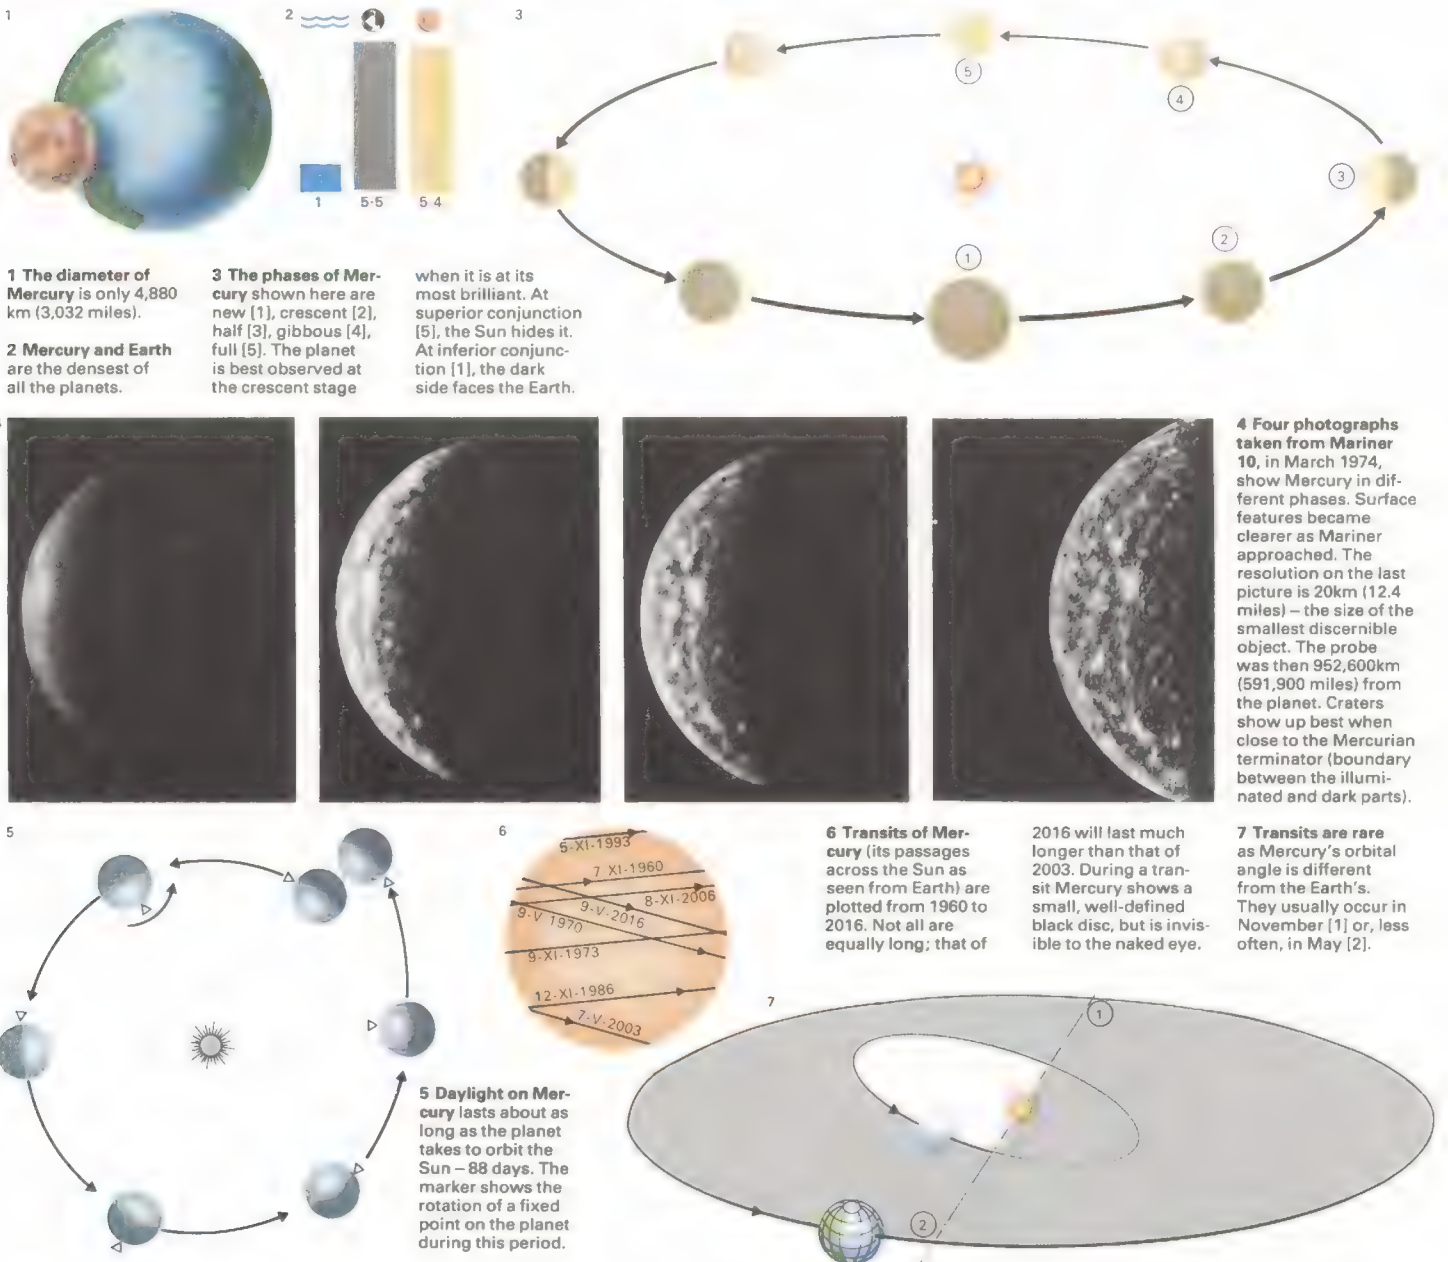 1
2
1
5·5
5 4
3
5
4
3
2
1
1 The diameter of
Mercury is only 4,880
km (3,032 miles).
2 Mercury and Earth
are the densest of
all the planets.
3 The phases of Mer-
cury shown here are
new [1], crescent [2],
half [3], gibbous [4],
full [5]. The planet
is best observed at
the crescent stage
when it is at its
most brilliant. At
superior conjunction
[5], the Sun hides it.
At inferior conjunc-
tion [1], the dark
side faces the Earth.
4 Four photographs
taken from Mariner
10, in March 1974,
show Mercury in dif-
ferent phases. Surface
features became
clearer as Mariner
approached. The
resolution on the last
picture is 20km (12.4
miles) – the size of the
smallest discernible
object. The probe
was then 952,600km
(591,900 miles) from
the planet. Craters
show up best when
close to the Mercurian
terminator (boundary
between the illumi-
nated and dark parts).
5
5 Daylight on Mer-
cury lasts about as
long as the planet
takes to orbit the
Sun – 88 days. The
marker shows the
rotation of a fixed
point on the planet
during this period.
6
5-XI-1993
7 XI-1960
8-XI-2006
9-V-2016
9-V 1970
9-XI-1973
12-XI-1986
7-V-2003
6 Transits of Mer-
cury (its passages
across the Sun as
seen from Earth) are
plotted from 1960 to
2016. Not all are
equally long; that of
2016 will last much
longer than that of
2003. During a tran-
sit Mercury shows a
small, well-defined
black disc, but is invis-
ible to the naked eye.
7 Transits are rare
as Mercury's orbital
angle is different
from the Earth's.
They usually occur in
November [1] or, less
often, in May [2].
7
1
2